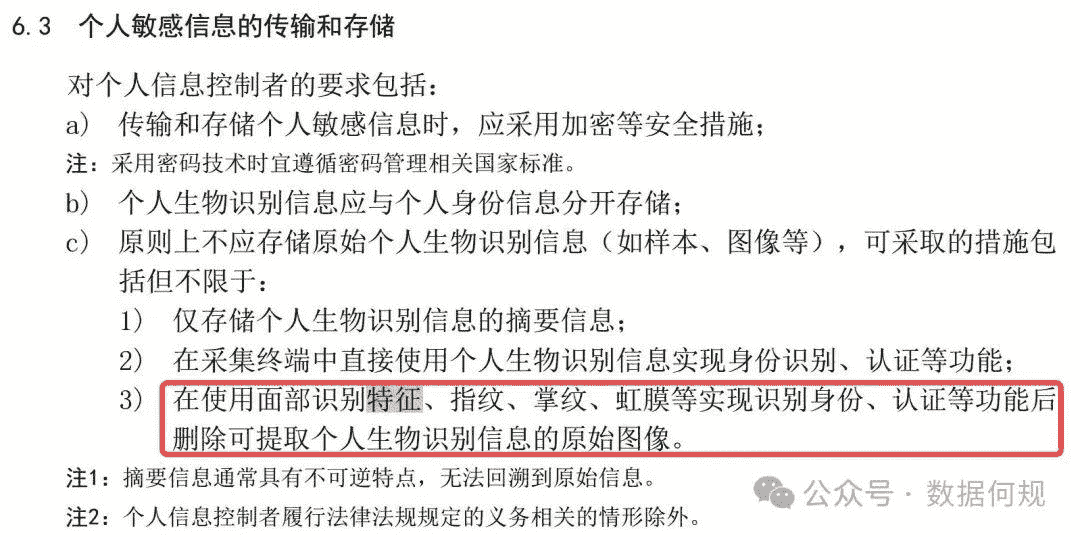 6.3 个人敏感信息的传输和存储
对个人信息控制者的要求包括：
a) 传输和存储个人敏感信息时，应采用加密等安全措施；
注：采用密码技术时宜遵循密码管理相关国家标准。
b) 个人生物识别信息应与个人身份信息分开存储；
c) 原则上不应存储原始个人生物识别信息（如样本、图像等），可采取的措施包
括但不限于：
1) 仅存储个人生物识别信息的摘要信息；
2) 在采集终端中直接使用个人生物识别信息实现身份识别、认证等功能；
3) 在使用面部识别特征、指纹、掌纹、虹膜等实现识别身份、认证等功能后
删除可提取个人生物识别信息的原始图像。
注1：摘要信息通常具有不可逆特点，无法回溯到原始信息。
注2：个人信息控制者履行法律法规规定的义务相关的情形除外。
公众号·数据何规